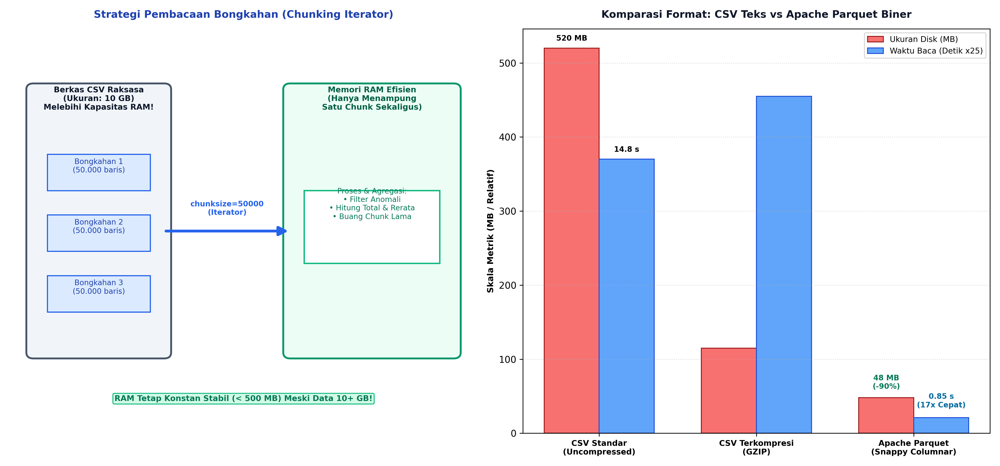 Strategi Pembacaan Bongkahan (Chunking Iterator)
Berkas CSV Raksasa
(Ukuran: 10 GB)
Melebihi Kapasitas RAM!
Bongkahan 1
(50.000 baris)
Bongkahan 2
(50.000 baris)
Bongkahan 3
(50.000 baris)
chunksize=50000
(Iterator)
Memori RAM Efisien
(Hanya Menampung
Satu Chunk Sekaligus)
Proses & Agregasi:
• Filter Anomali
• Hitung Total & Rerata
• Buang Chunk Lama
RAM Tetap Konstan Stabil (< 500 MB) Meski Data 10+ GB!
Komparasi Format: CSV Teks vs Apache Parquet Biner
Skala Metrik (MB / Relatif)
500
400
300
200
100
0
Ukuran Disk (MB)
Waktu Baca (Detik x25)
520 MB
14.8 s
48 MB
(-90%)
0.85 s
(17x Cepat)
CSV Standar
(Uncompressed)
CSV Terkompresi
(GZIP)
Apache Parquet
(Snappy Columnar)